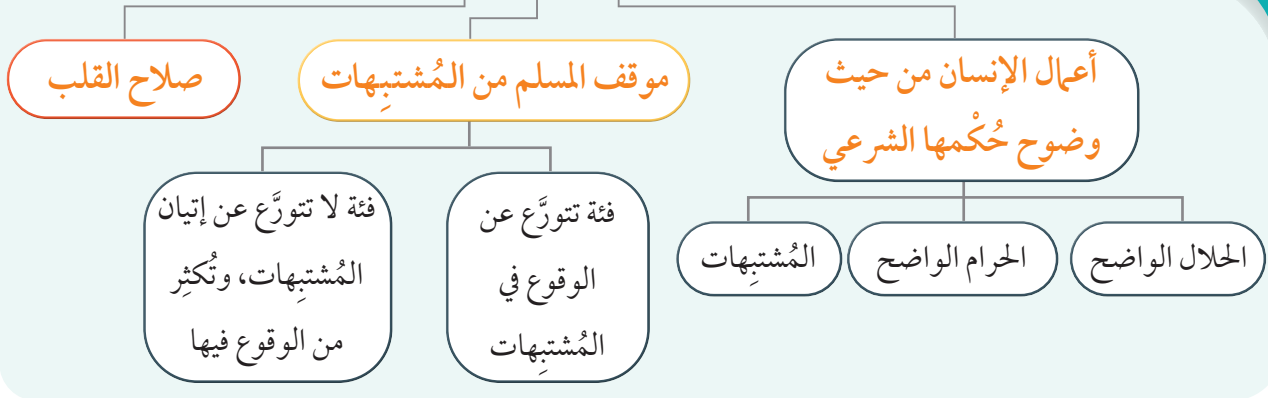 أعمال الإنسان من حيث
وضوح حُكْمها الشرعي
موقف المسلم من المُشتبِهات
صلاح القلب
الحلال الواضح
الحرام الواضح
المُشتبِهات
فئة تتورَّع عن
الوقوع في
المُشتبِهات
فئة لا تتورَّع عن إتيان
المُشتبِهات، وتُكثِر
من الوقوع فيها